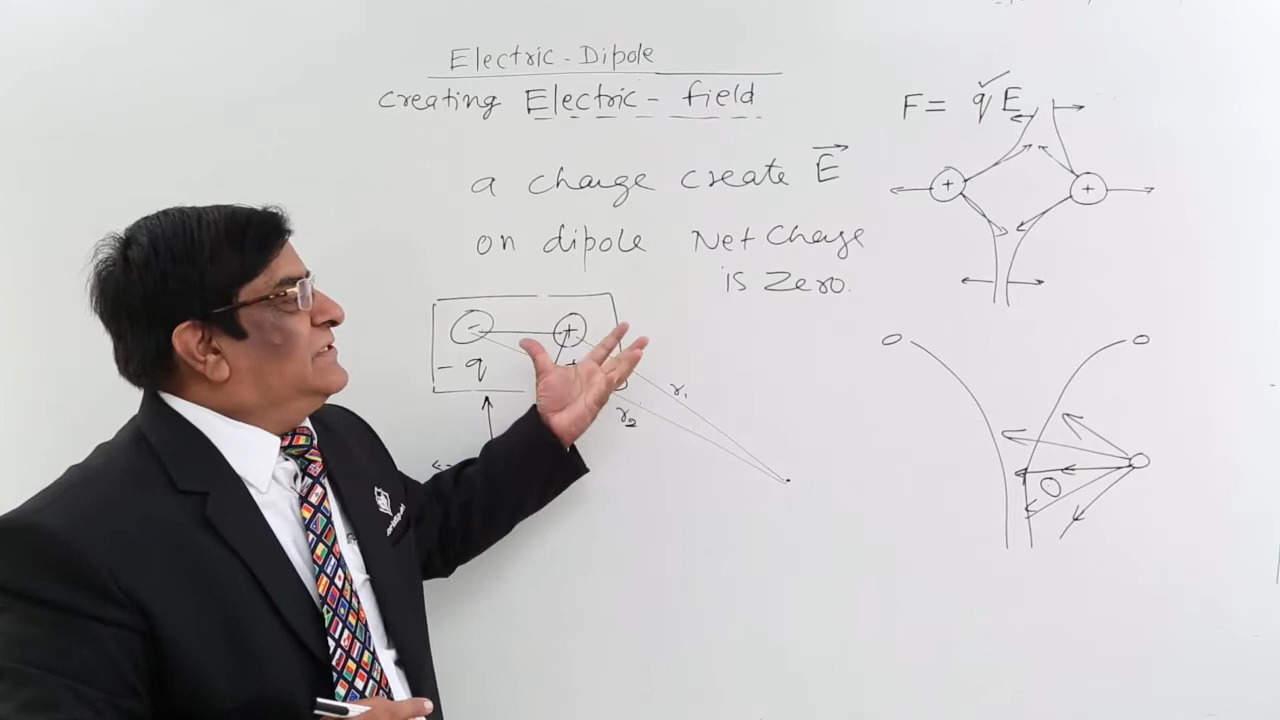 Electric-Dipole
creating Electric-field
a charge create E
on dipole Net Charge
is Zero.
F = qE
+ +
- +
- q +
r₁
r₂
O O
O